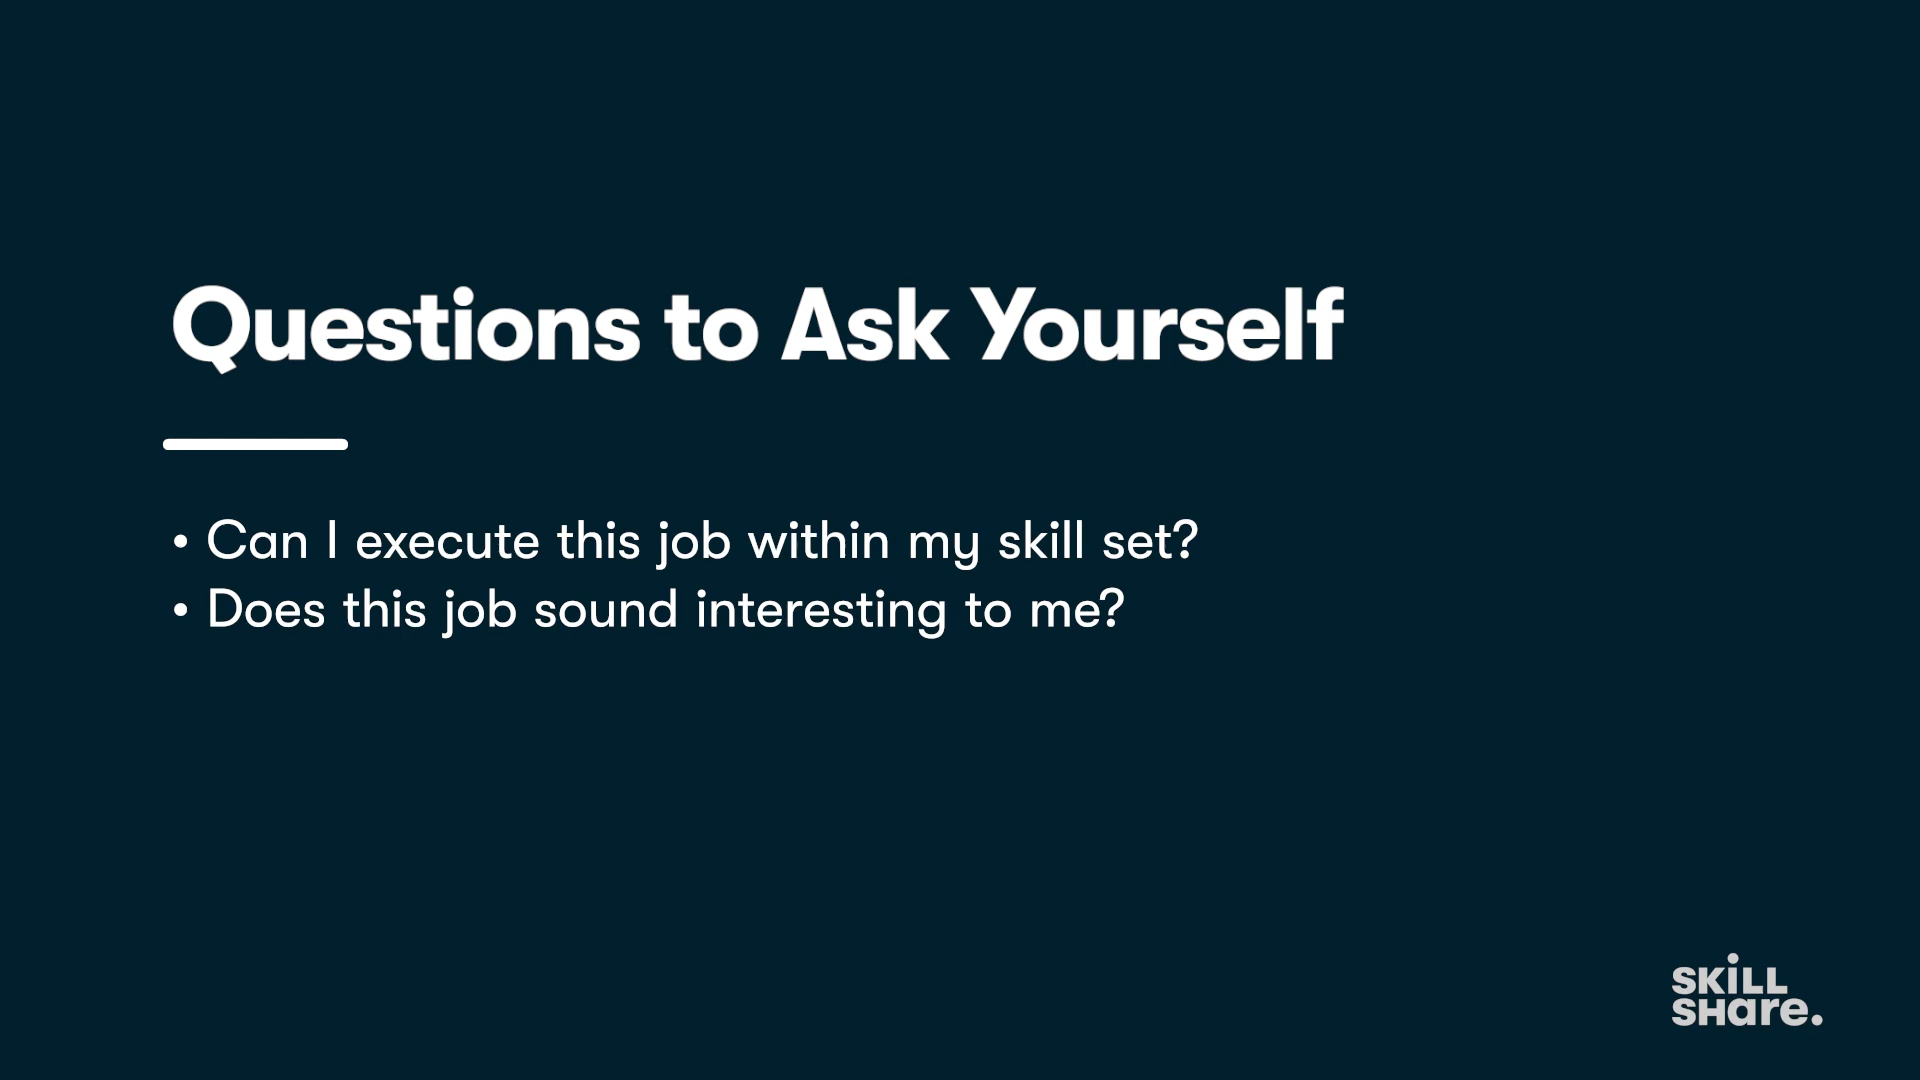 Questions to Ask Yourself
• Can I execute this job within my skill set?
• Does this job sound interesting to me?
SKiLL
SHare.